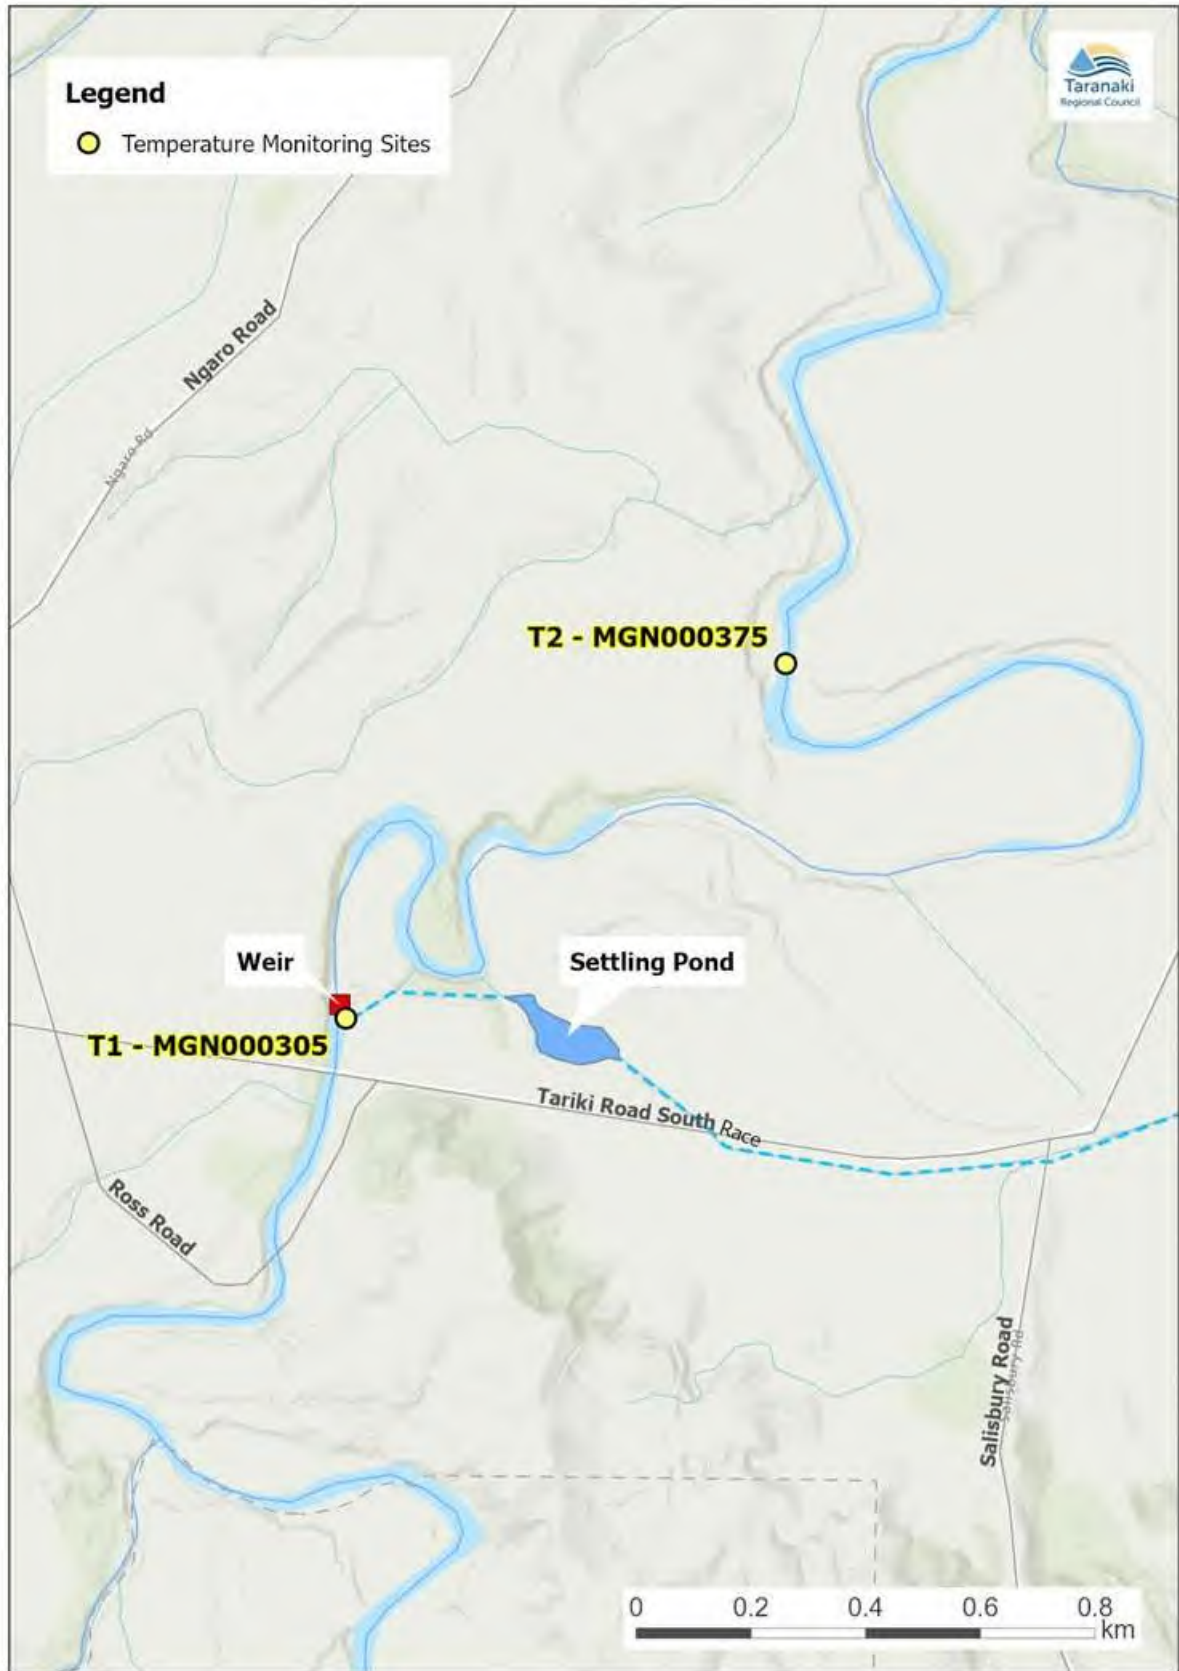 Legend
Temperature Monitoring Sites
Taranaki
Regional Council
Ngaro Road
Ngaro Rd
T2 - MGN000375
Weir
Settling Pond
T1 - MGN000305
Tariki Road South
Race
Ross Road
Salisbury Road
Salisbury Rd
0 0.2 0.4 0.6 0.8
km